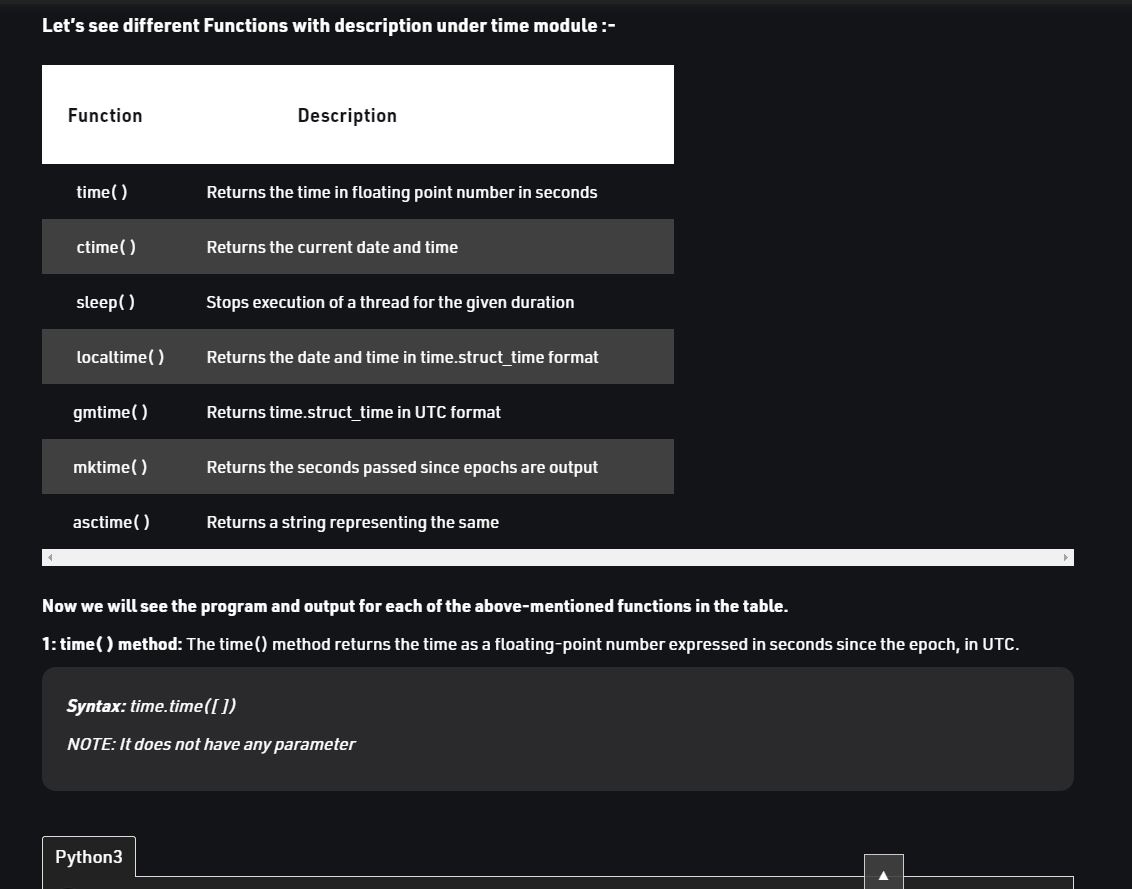 Let's see different Functions with description under time module :-
Function Description
time( ) Returns the time in floating point number in seconds
ctime( ) Returns the current date and time
sleep( ) Stops execution of a thread for the given duration
localtime( ) Returns the date and time in time.struct_time format
gmtime( ) Returns time.struct_time in UTC format
mktime( ) Returns the seconds passed since epochs are output
asctime( ) Returns a string representing the same
Now we will see the program and output for each of the above-mentioned functions in the table.
1: time( ) method: The time() method returns the time as a floating-point number expressed in seconds since the epoch, in UTC.
Syntax: time.time([ ])
NOTE: It does not have any parameter
Python3